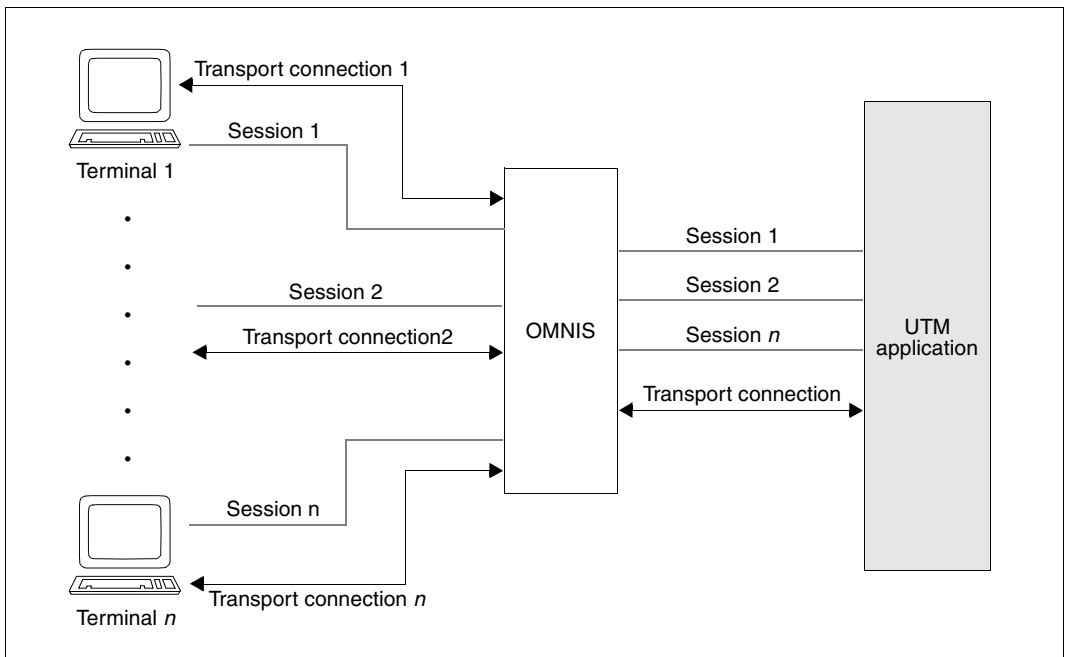 Transport connection 1
Session 1
Terminal 1
Session 2
Transport connection2
Session n
Transport connection n
Terminal n
OMNIS
Session 1
Session 2
Session n
Transport connection
UTM
application